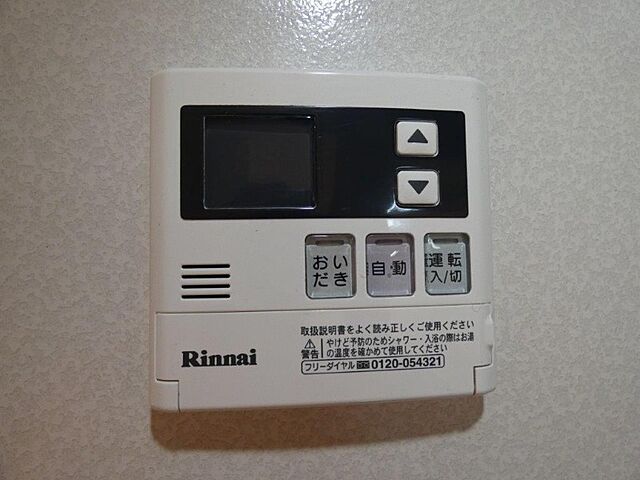 ▲
▼
おいだき
自動
運転
入/切
Rinnai
取扱説明書をよく読み正しくご使用ください
⚠警告
やけど予防のためシャワー・入浴の際はお湯
の温度を確かめて使用してください
フリーダイヤル 0120-054321